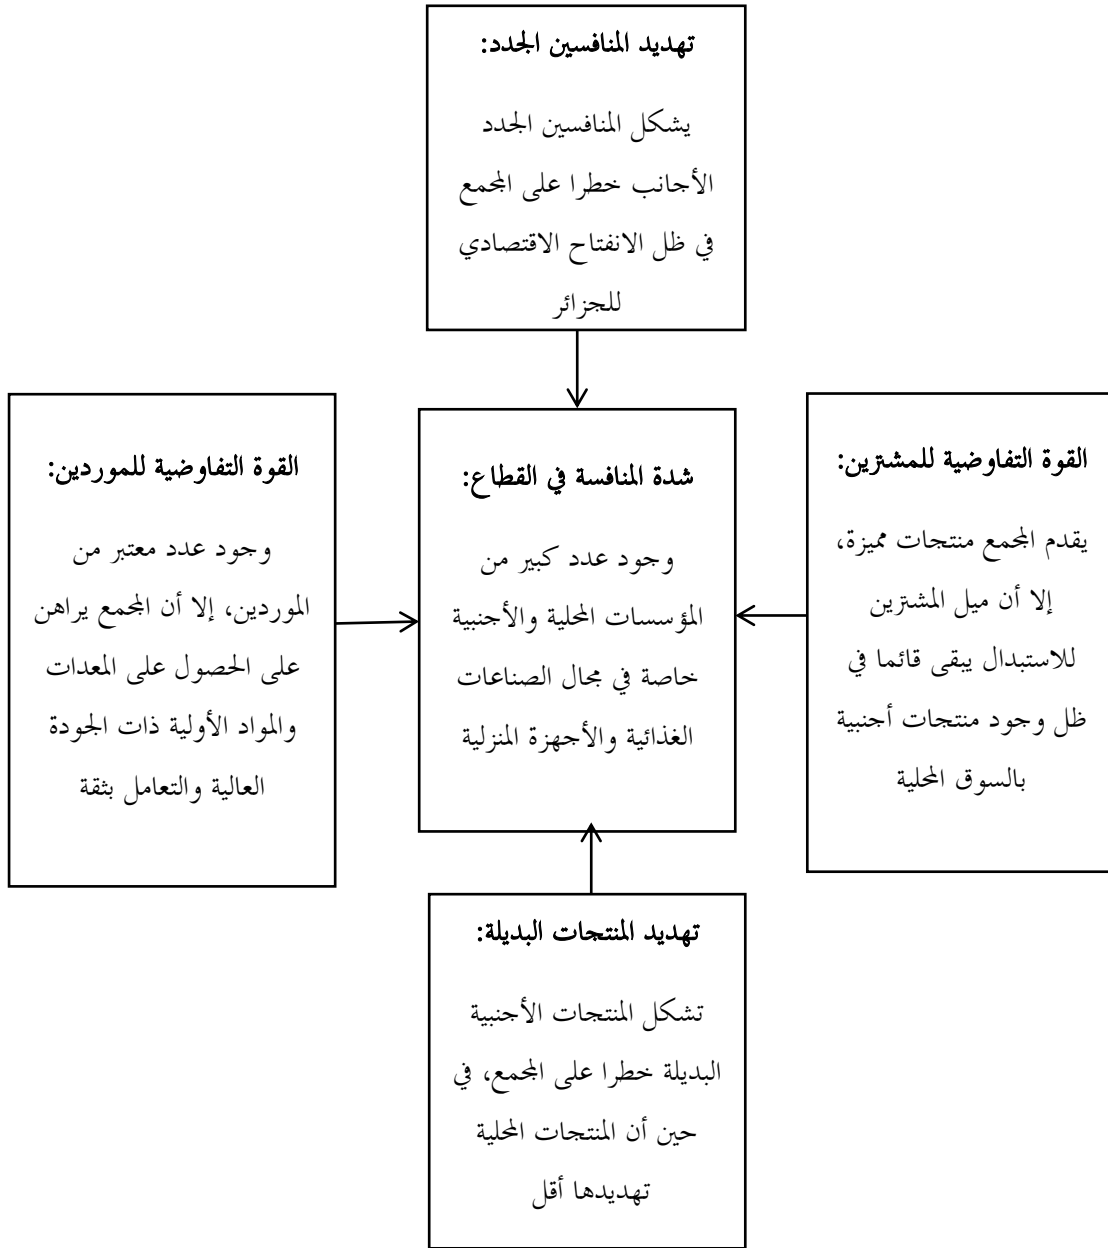 تهديد المنافسين الجدد:
يشكل المنافسين الجدد
الأجانب خطرا على المجمع
في ظل الانفتاح الاقتصادي
للجزائر
القوة التفاوضية للمشترين:
يقدم المجمع منتجات مميزة،
إلا أن ميل المشترين
للاستبدال يبقى قائما في
ظل وجود منتجات أجنبية
بالسوق المحلية
شدة المنافسة في القطاع:
وجود عدد كبير من
المؤسسات المحلية والأجنبية
خاصة في مجال الصناعات
الغذائية والأجهزة المنزلية
القوة التفاوضية للموردين:
وجود عدد معتبر من
الموردين، إلا أن المجمع يراهن
على الحصول على المعدات
والمواد الأولية ذات الجودة
العالية والتعامل بثقة
تهديد المنتجات البديلة:
تشكل المنتجات الأجنبية
البديلة خطرا على المجمع، في
حين أن المنتجات المحلية
تهديدها أقل